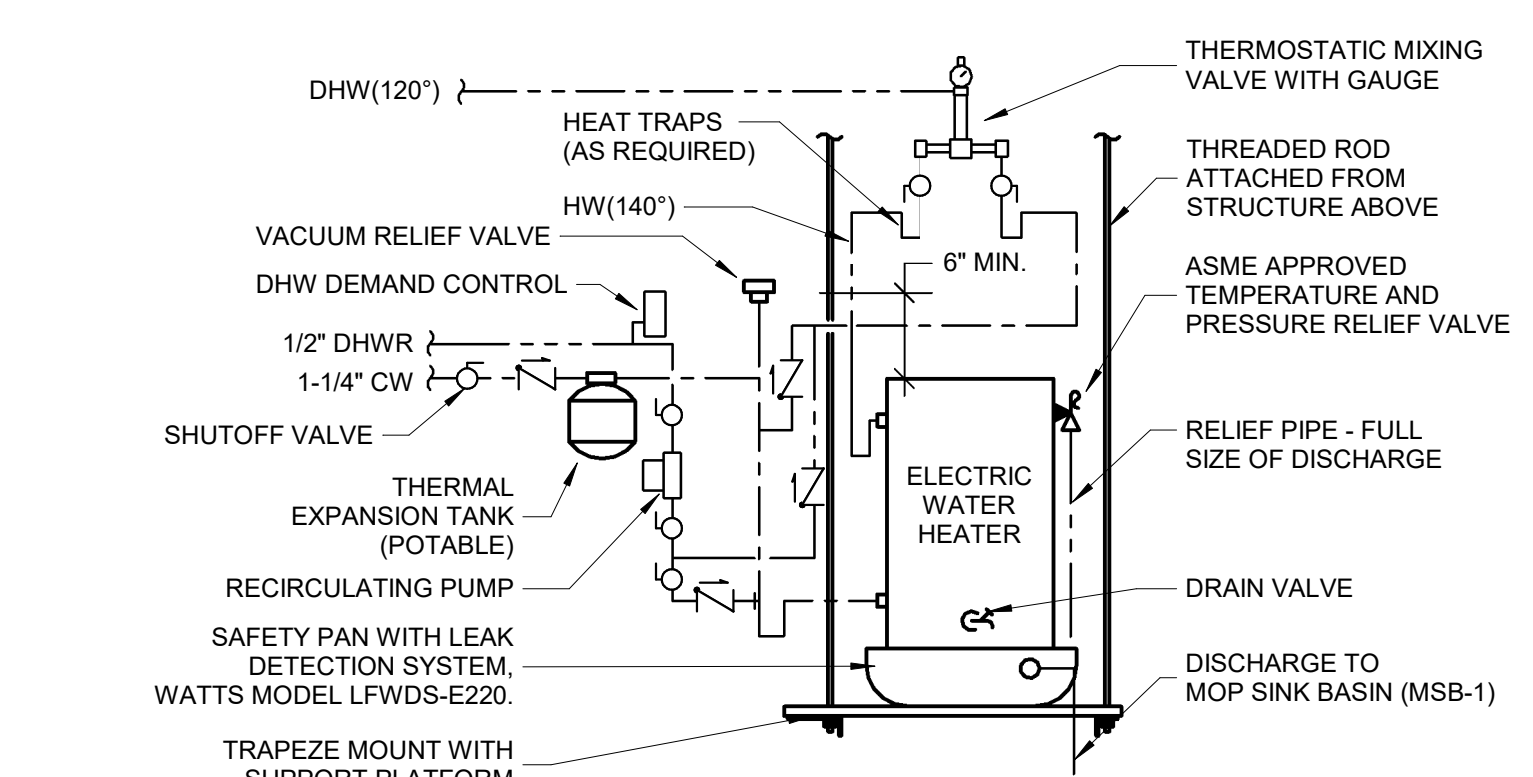 DHW(120°)
HEAT TRAPS
(AS REQUIRED)
HW(140°)
VACUUM RELIEF VALVE
DHW DEMAND CONTROL
1/2" DHWR
1-1/4" CW
SHUTOFF VALVE
THERMAL
EXPANSION TANK
(POTABLE)
RECIRCULATING PUMP
SAFETY PAN WITH LEAK
DETECTION SYSTEM,
WATTS MODEL LFWDS-E220.
TRAPEZE MOUNT WITH
SUPPORT PLATFORM
6" MIN.
ELECTRIC
WATER
HEATER
THERMOSTATIC MIXING
VALVE WITH GAUGE
THREADED ROD
ATTACHED FROM
STRUCTURE ABOVE
ASME APPROVED
TEMPERATURE AND
PRESSURE RELIEF VALVE
RELIEF PIPE - FULL
SIZE OF DISCHARGE
DRAIN VALVE
DISCHARGE TO
MOP SINK BASIN (MSB-1)